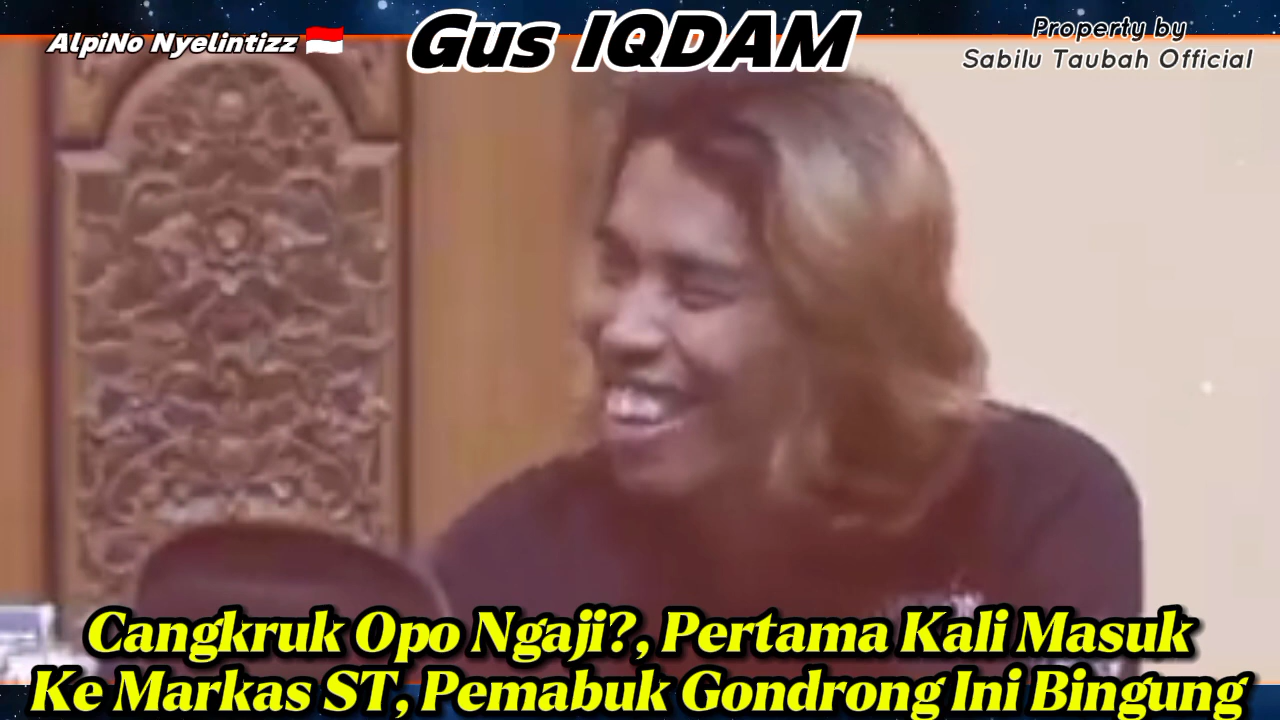 AlpiNo Nyelintizz
Gus IQDAM
Property by
Sabilu Taubah Official
Cangkruk Opo Ngaji?, Pertama Kali Masuk
Ke Markas ST, Pemabuk Gondrong Ini Bingung